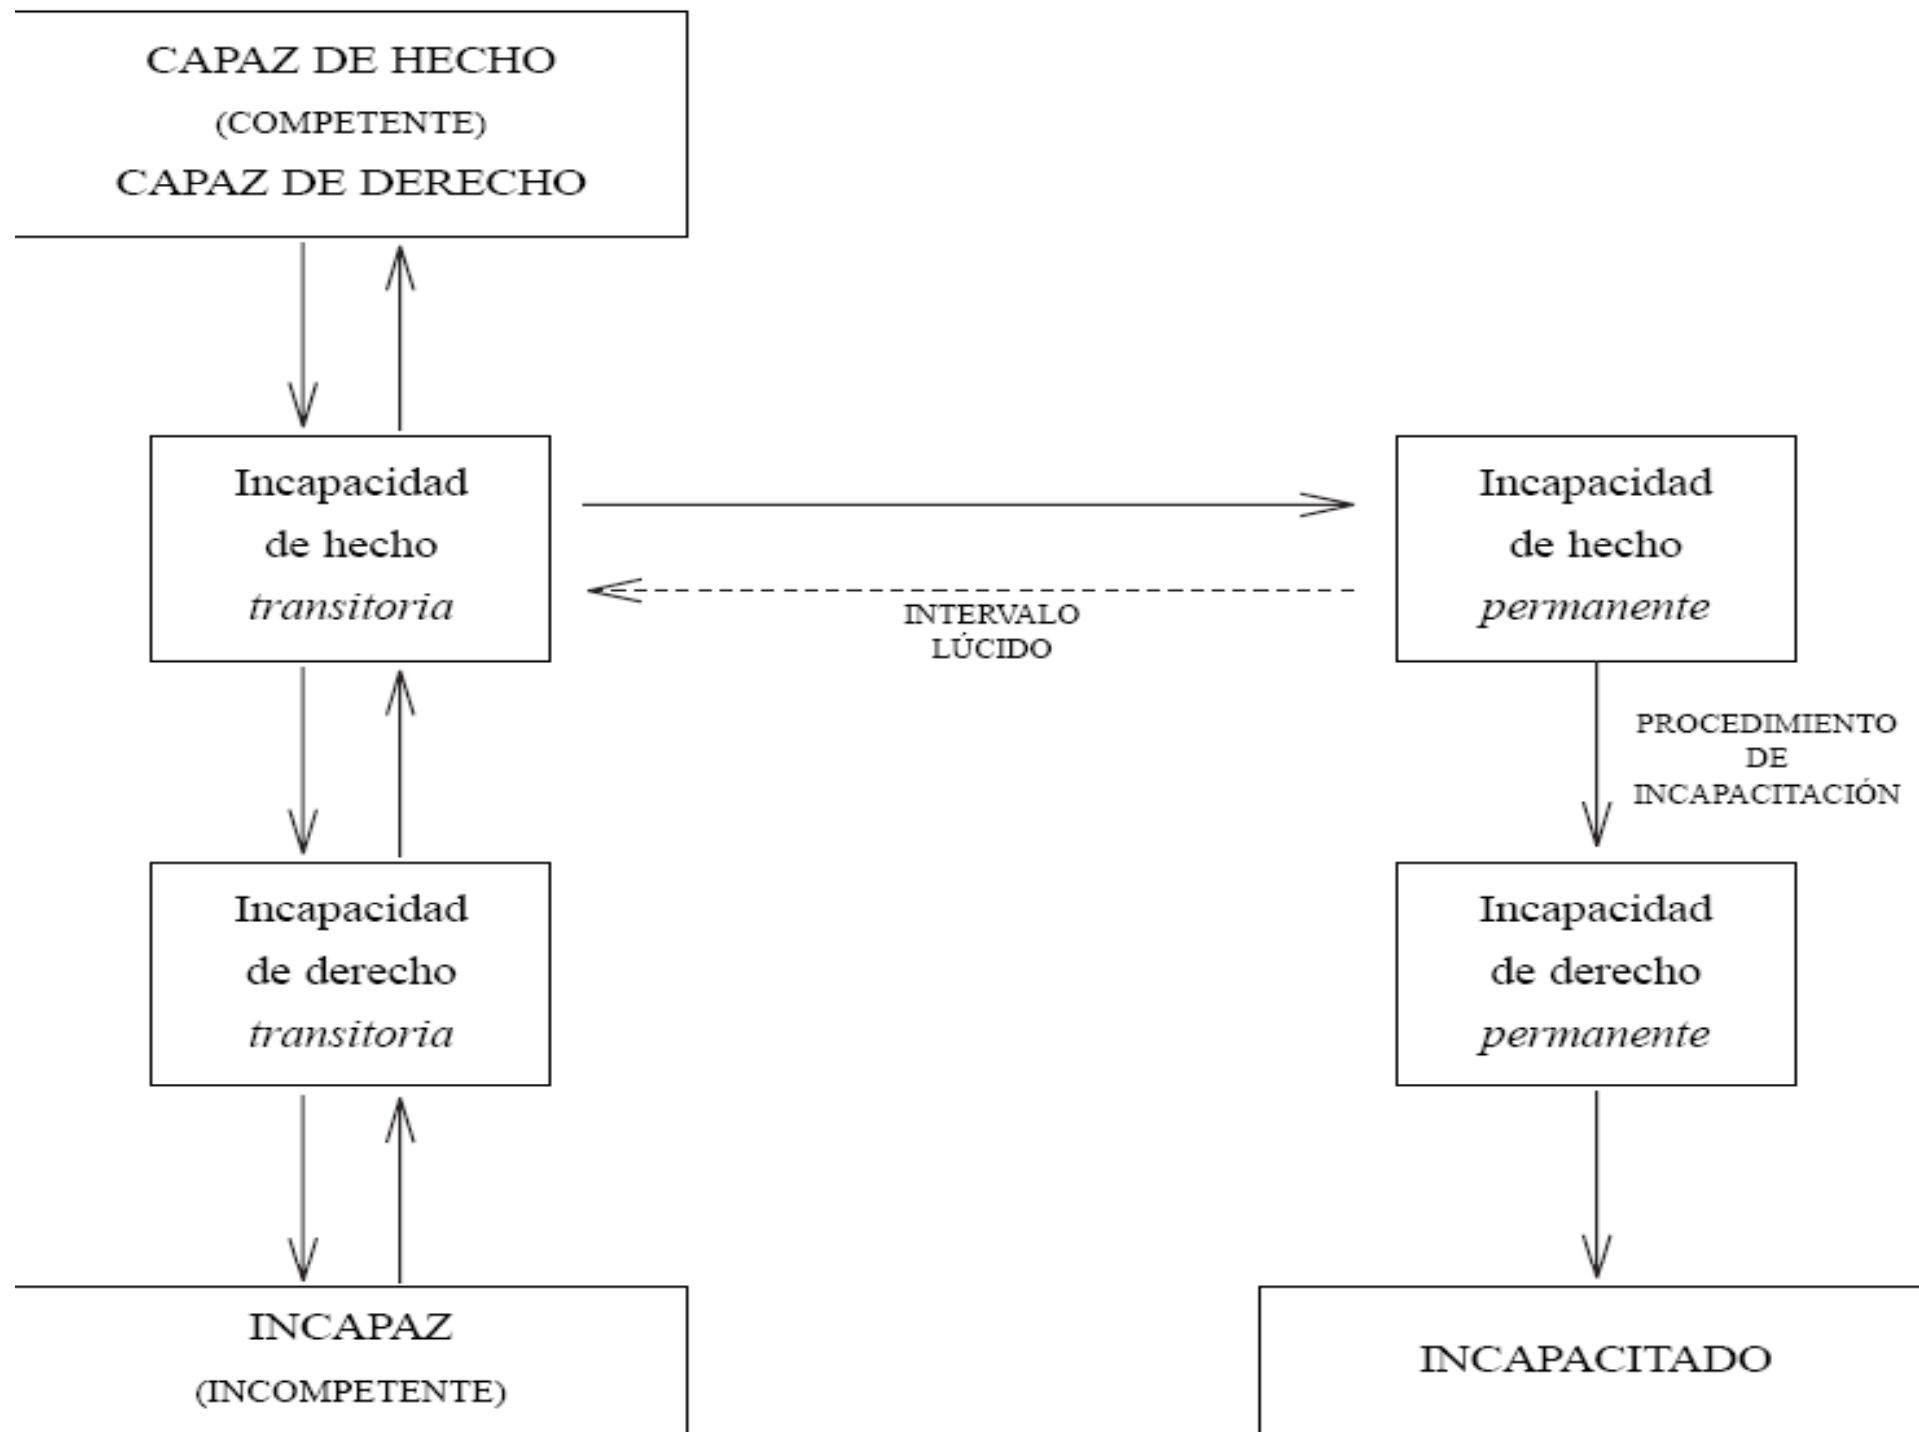 CAPAZ DE HECHO
(COMPETENTE)
CAPAZ DE DERECHO
Incapacidad
de hecho
transitoria
INTERVALO
LÚCIDO
Incapacidad
de hecho
permanente
PROCEDIMIENTO
DE
INCAPACITACIÓN
Incapacidad
de derecho
transitoria
Incapacidad
de derecho
permanente
INCAPAZ
(INCOMPETENTE)
INCAPACITADO